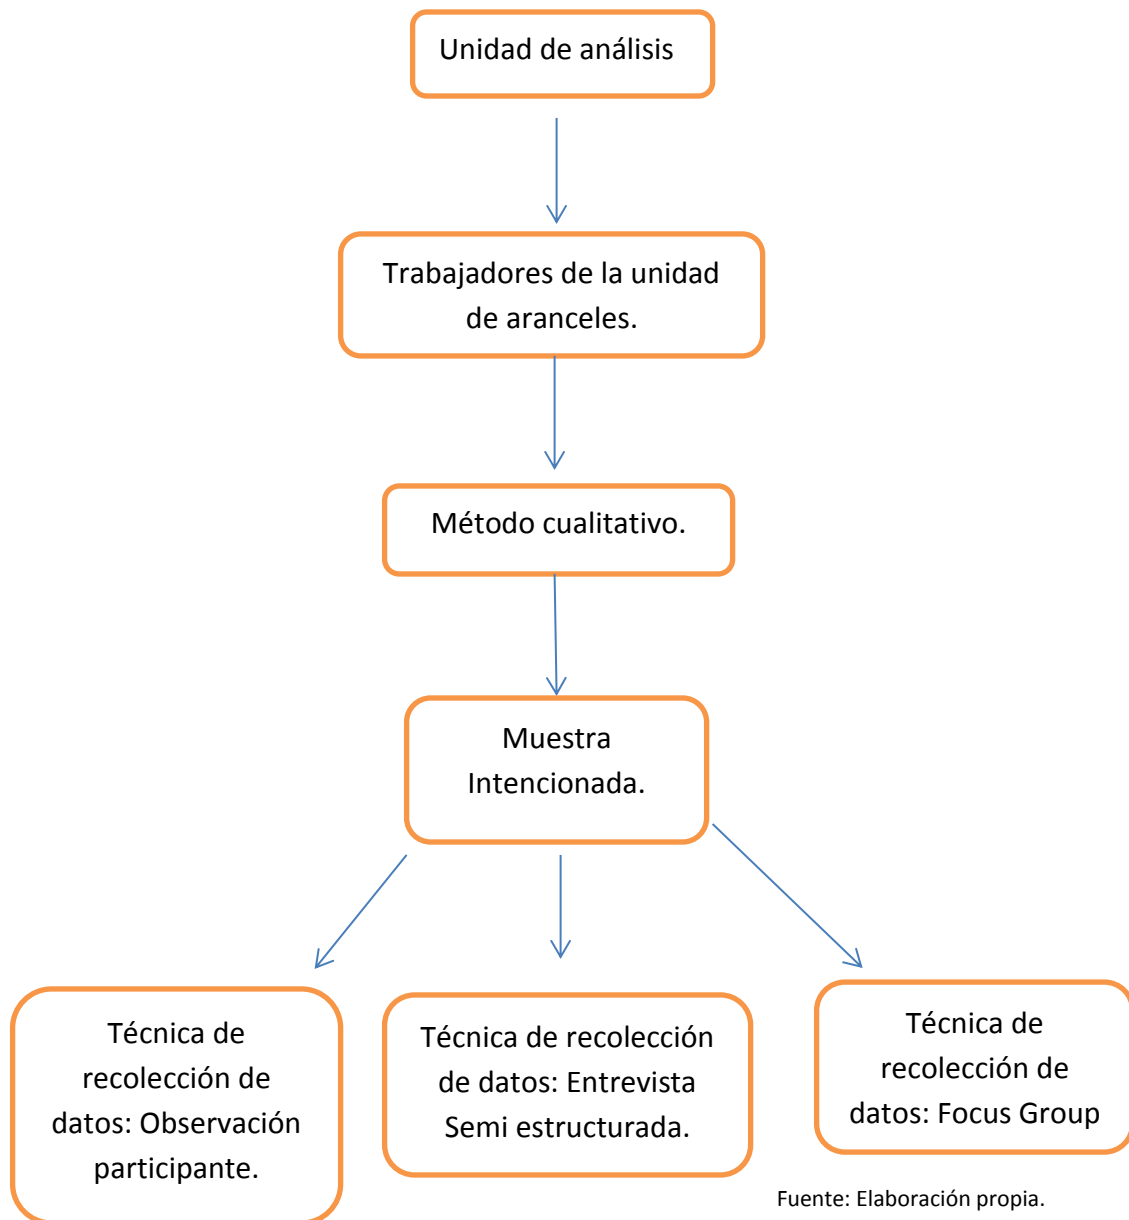 Unidad de análisis
Trabajadores de la unidad
de aranceles.
Método cualitativo.
Muestra
Intencionada.
Técnica de
recolección de
datos: Observación
participante.
Técnica de recolección
de datos: Entrevista
Semi estructurada.
Técnica de
recolección de
datos: Focus Group
Fuente: Elaboración propia.